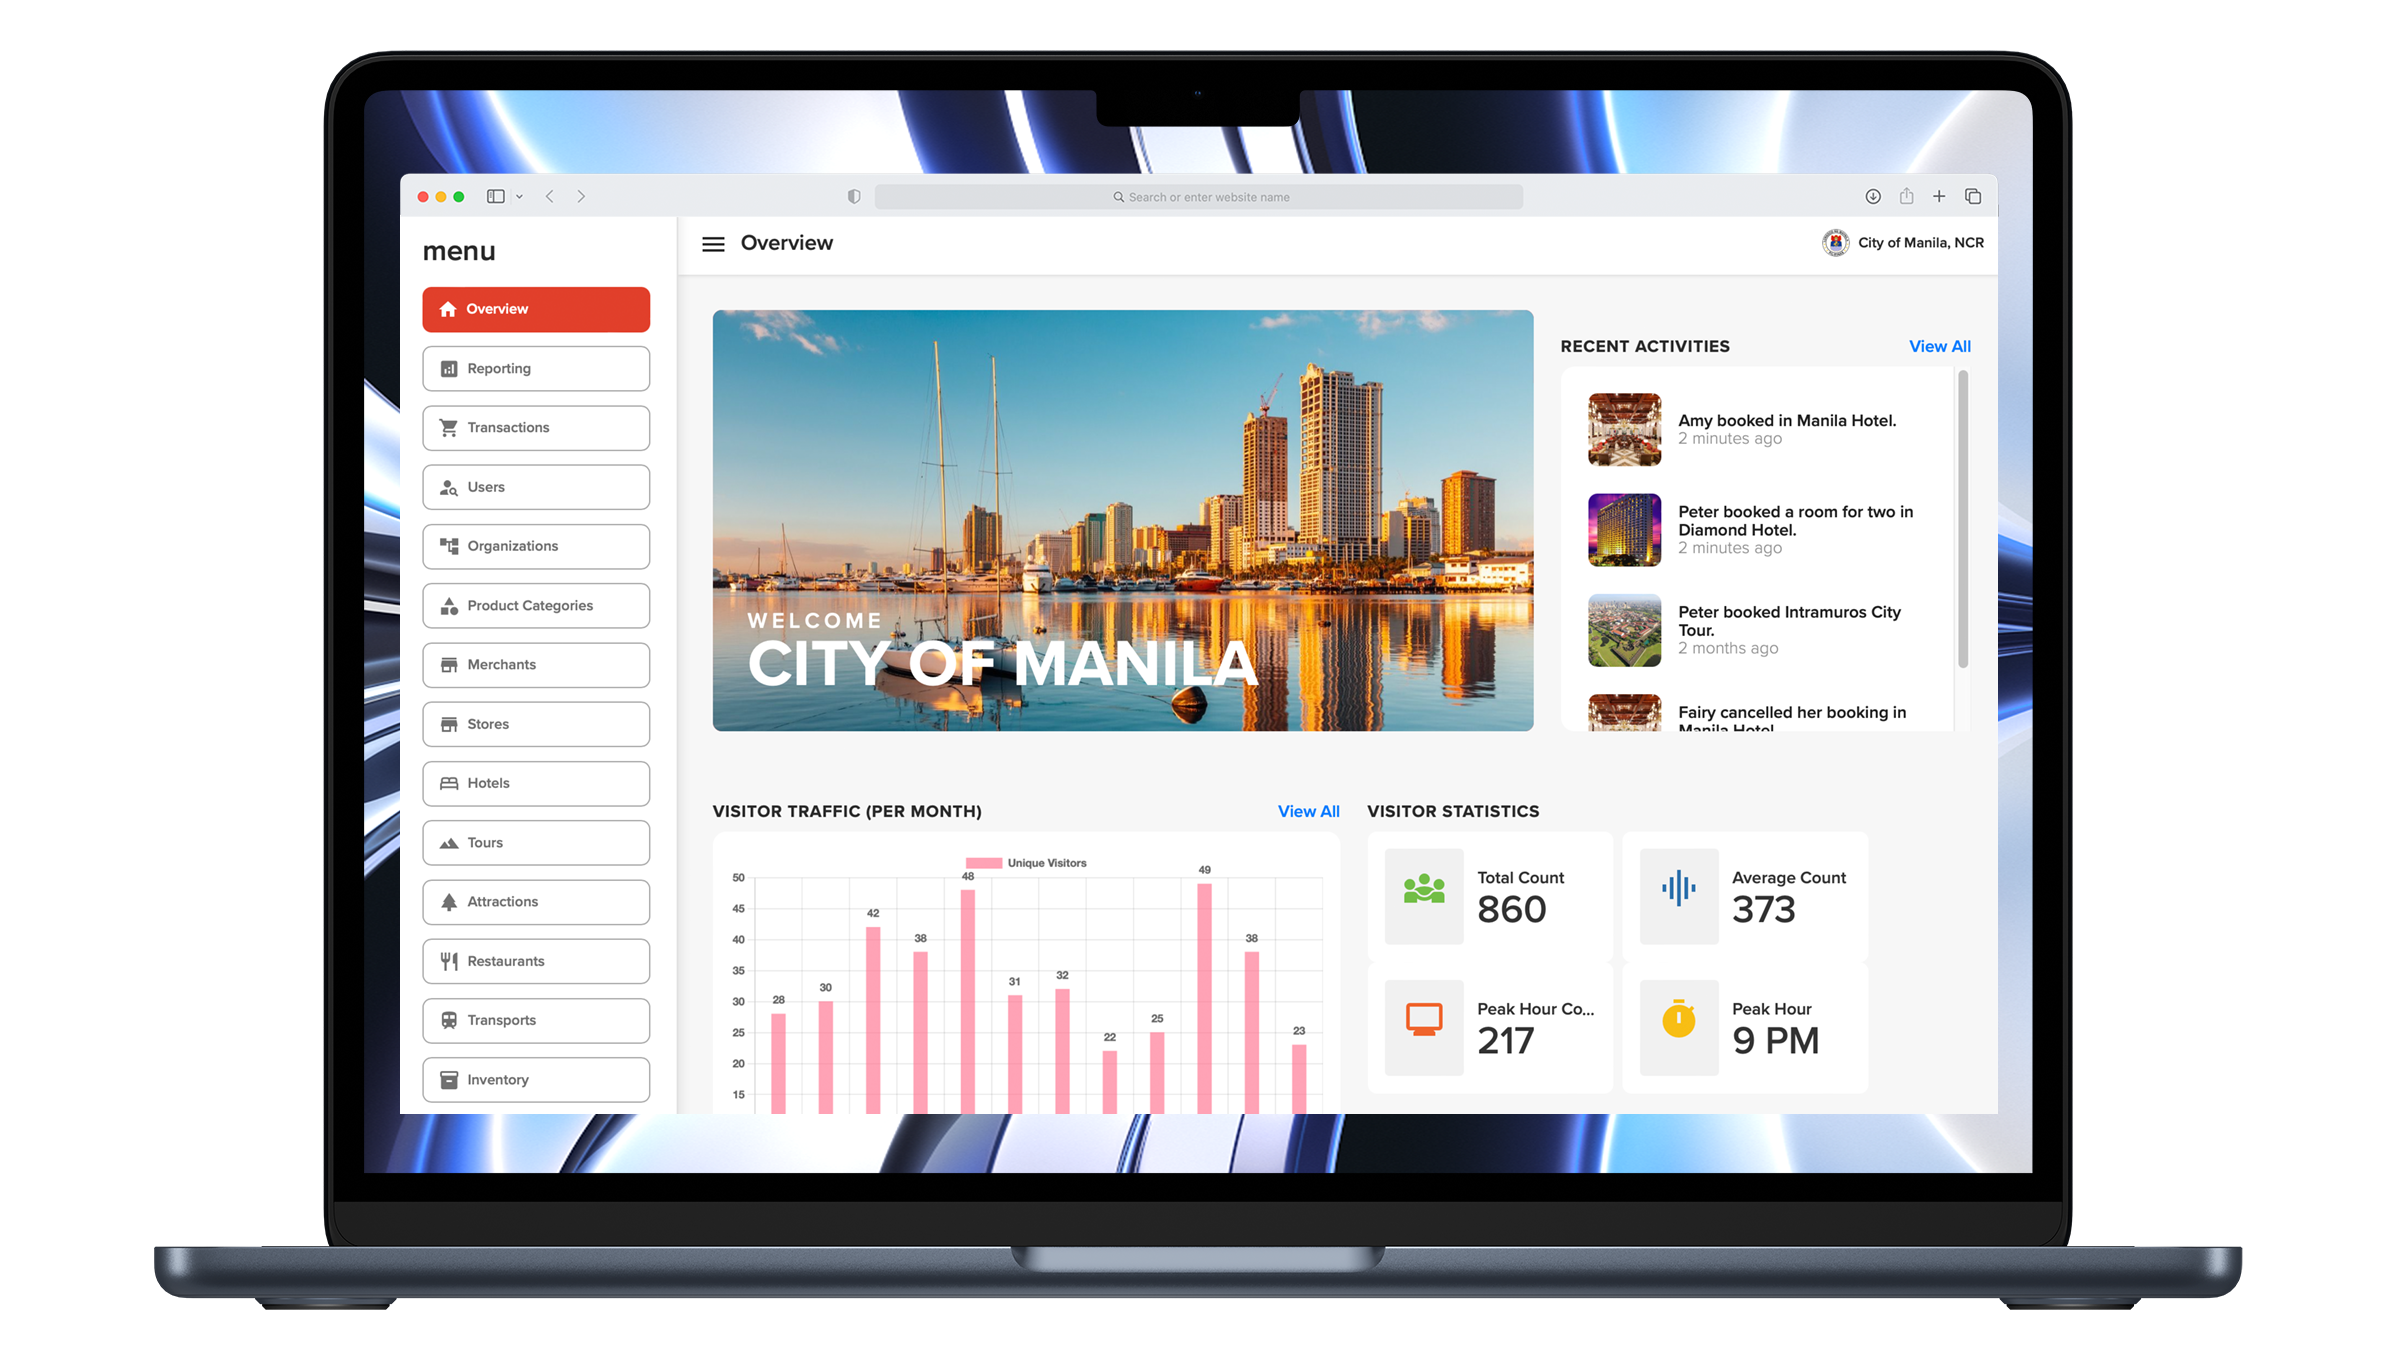 Search or enter website name
menu
Overview
City of Manila, NCR
Overview
Reporting
Transactions
Users
Organizations
Product Categories
Merchants
Stores
Hotels
Tours
Attractions
Restaurants
Transports
Inventory
WELCOME
CITY OF MANILA
RECENT ACTIVITIES
View All
Amy booked in Manila Hotel.
2 minutes ago
Peter booked a room for two in
Diamond Hotel.
2 minutes ago
Peter booked Intramuros City
Tour.
2 months ago
Fairy cancelled her booking in
Manila Hotel
VISITOR TRAFFIC (PER MONTH)
View All
Unique Visitors
50
45
40
35
30
25
20
15
28
30
42
38
48
31
32
22
25
49
38
23
VISITOR STATISTICS
Total Count
860
Average Count
373
Peak Hour Co...
217
Peak Hour
9 PM